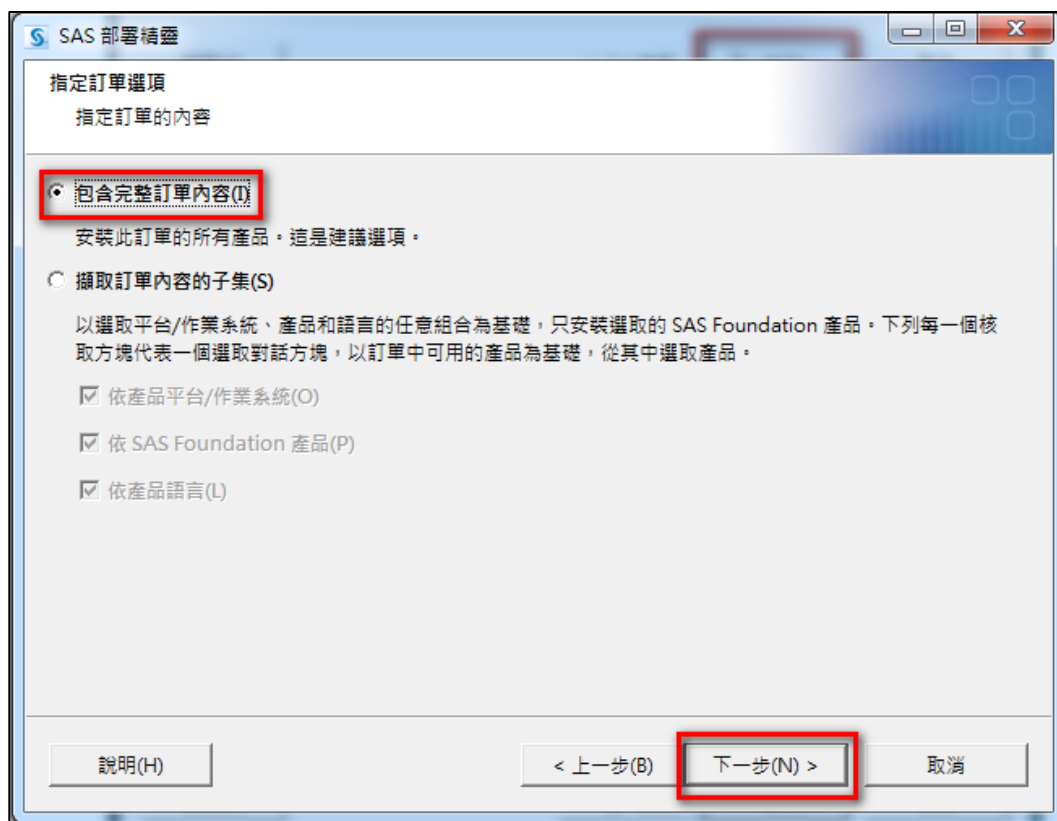 SAS 部署精靈
指定訂單選項
指定訂單的內容
包含完整訂單內容(I)
安裝此訂單的所有產品。這是建議選項。
擷取訂單內容的子集(S)
以選取平台/作業系統、產品和語言的任意組合為基礎，只安裝選取的 SAS Foundation 產品。下列每一個核
取方塊代表一個選取對話方塊，以訂單中可用的產品為基礎，從其中選取產品。
依產品平台/作業系統(O)
依 SAS Foundation 產品(P)
依產品語言(L)
說明(H)
< 上一步(B)
下一步(N) >
取消